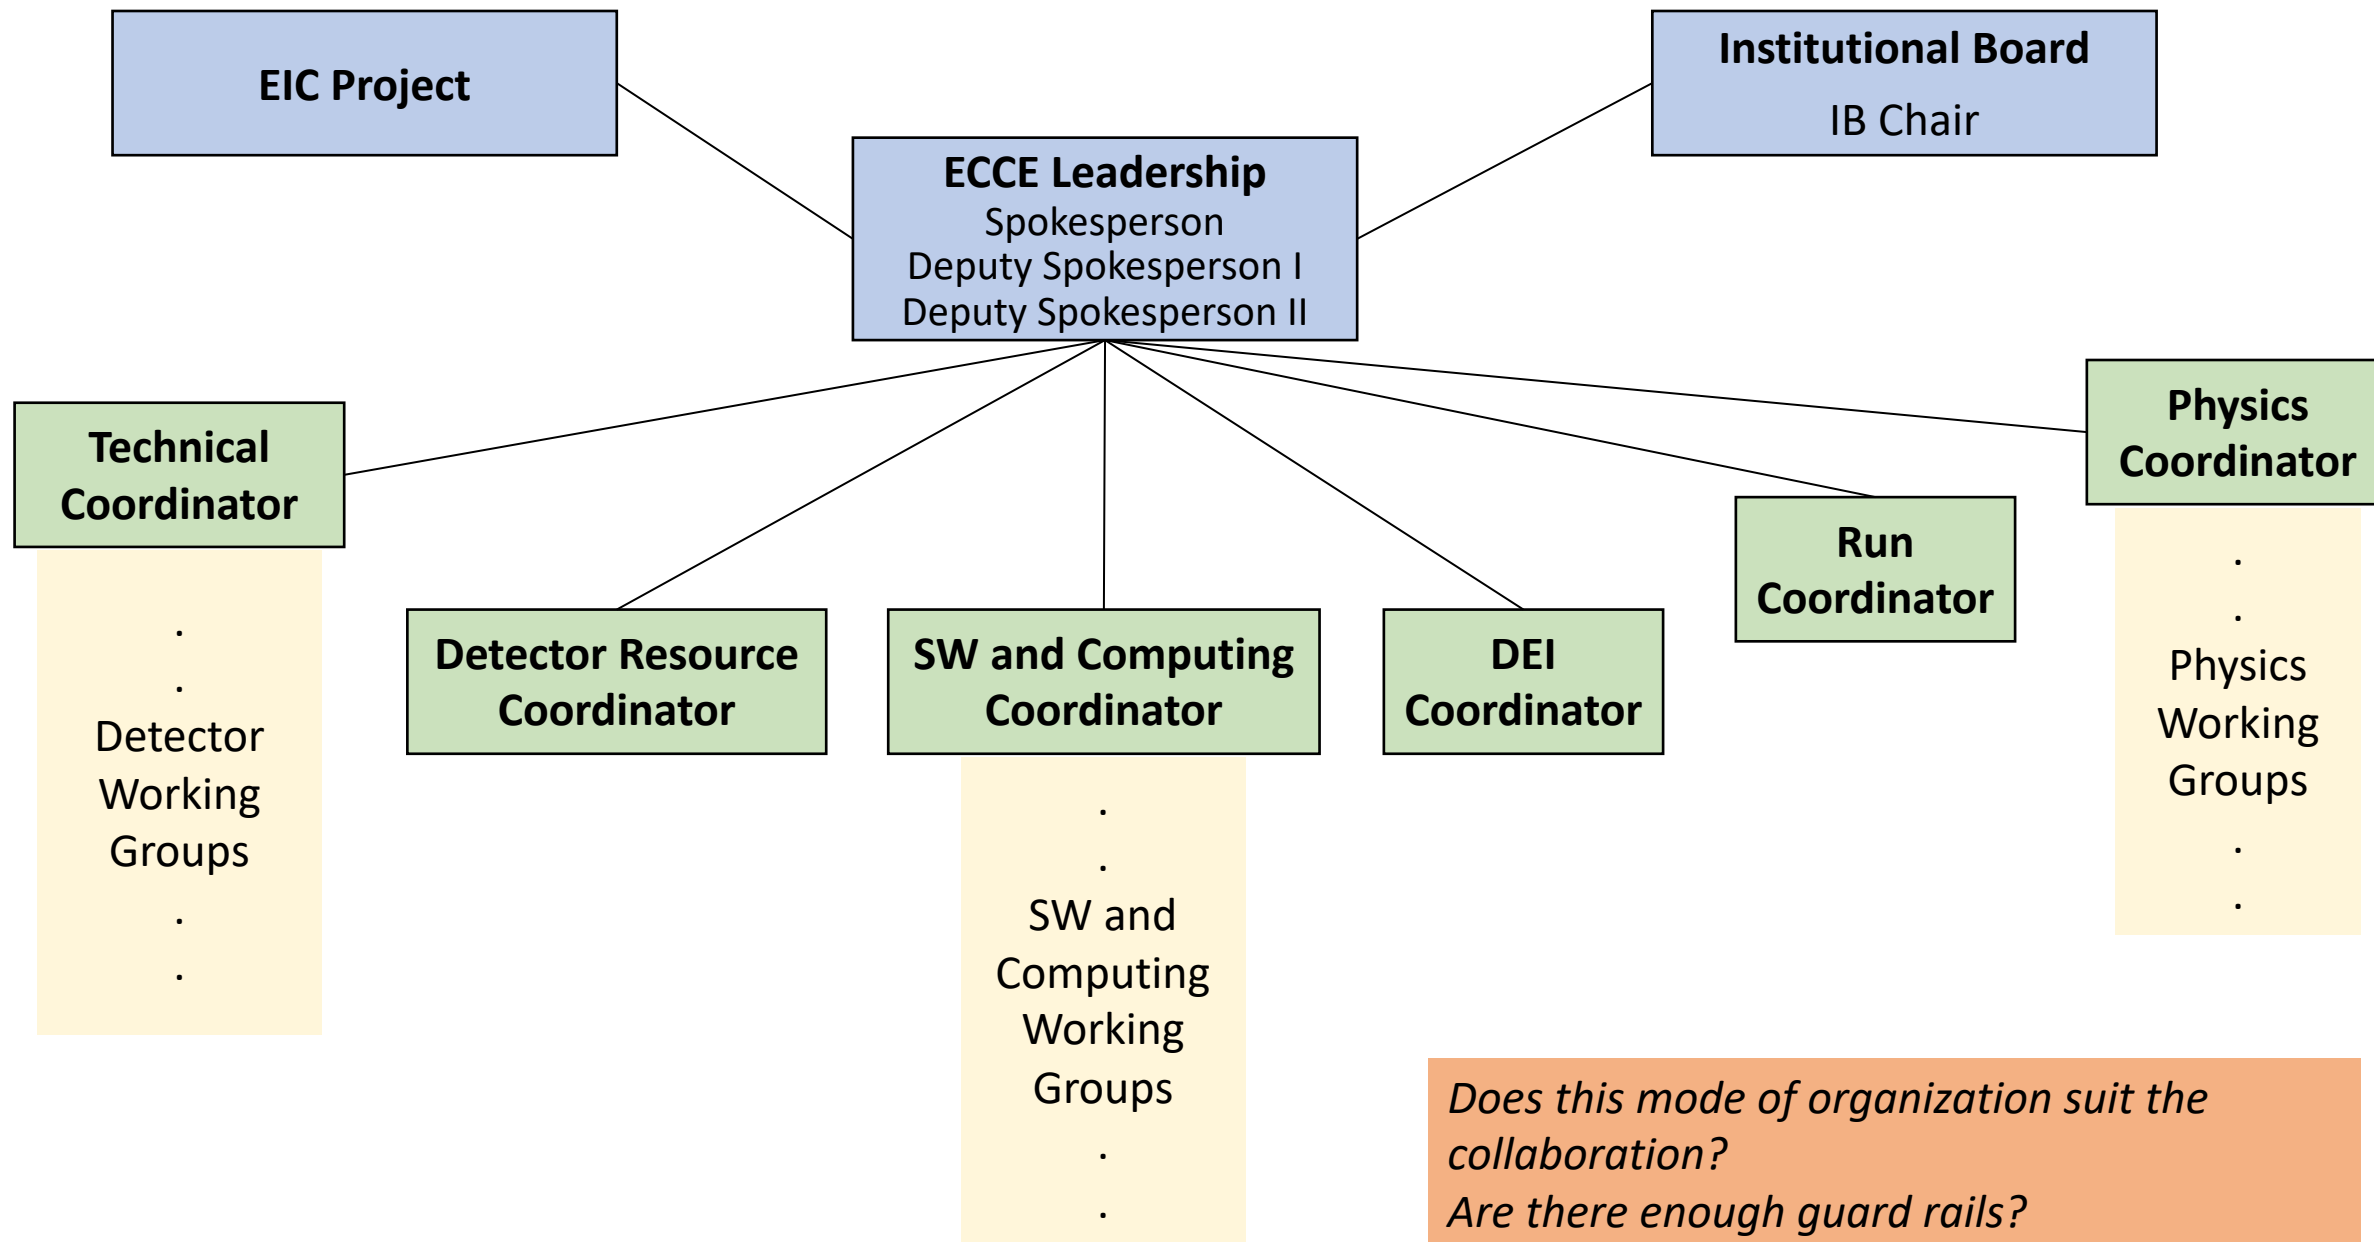 EIC Project
Institutional Board
IB Chair
ECCE Leadership
Spokesperson
Deputy Spokesperson I
Deputy Spokesperson II
Technical
Coordinator
.
.
Detector
Working
Groups
.
.
Detector Resource
Coordinator
SW and Computing
Coordinator
.
.
SW and
Computing
Working
Groups
.
.
DEI
Coordinator
Run
Coordinator
Physics
Coordinator
.
.
Physics
Working
Groups
.
.
Does this mode of organization suit the
collaboration?
Are there enough guard rails?